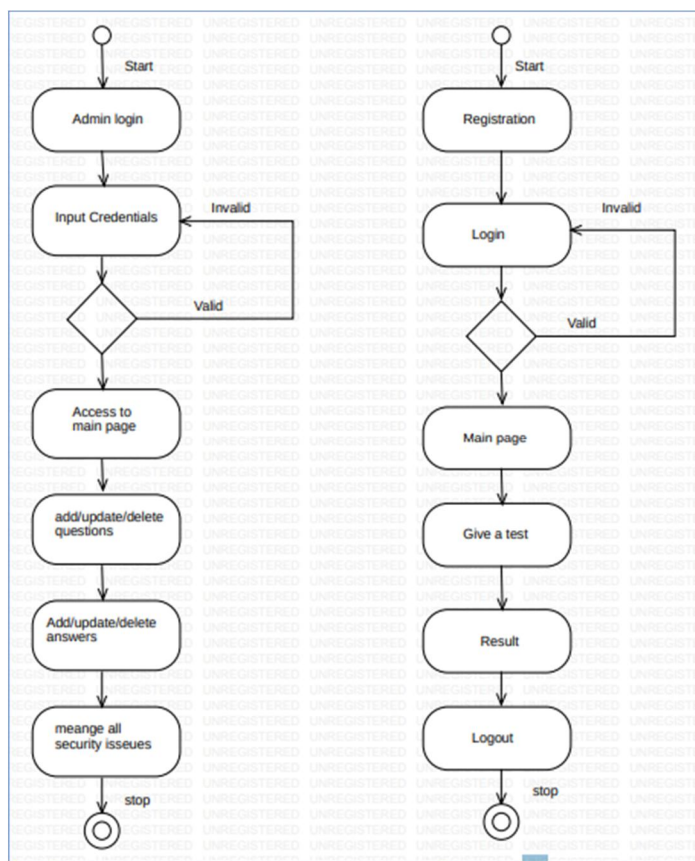 Start
Admin login
Input Credentials
Invalid
Valid
Access to
main page
add/update/delete
questions
Add/update/delete
answers
meange all
security isseues
stop
Start
Registration
Login
Invalid
Valid
Main page
Give a test
Result
Logout
stop
UNREGISTERED